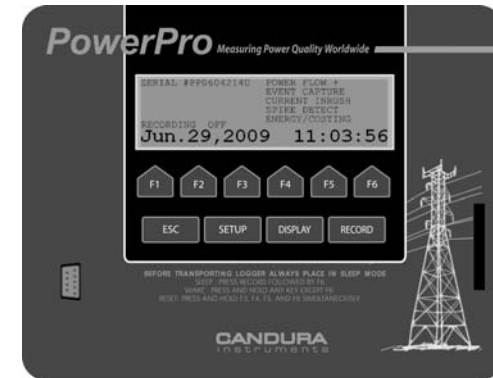 PowerPro Measuring Power Quality Worldwide
SERIAL #PP0604214U POWER FLOW +
EVENT CAPTURE
CURRENT INRUSH
SPIKE DETECT
RECORDING OFF ENERGY/COSTING
Jun.29,2009 11:03:56
F1 F2 F3 F4 F5 F6
ESC SETUP DISPLAY RECORD
BEFORE TRANSPORTING LOGGER ALWAYS PLACE IN SLEEP MODE
SLEEP : PRESS RECORD FOLLOWED BY F6
WAKE : PRESS AND HOLD ANY KEY EXCEPT F6
RESET: PRESS AND HOLD F3, F4, F5, AND F6 SIMULTANEOUSLY
CANDURA
instruments